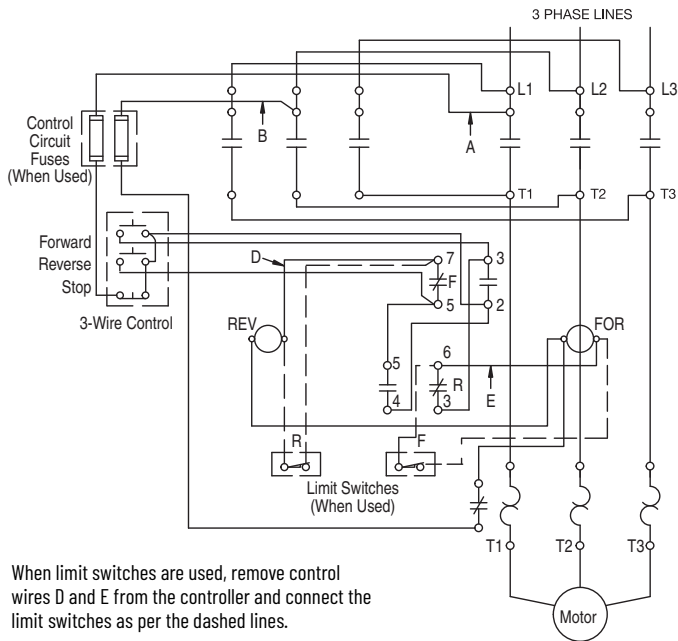 3 PHASE LINES
L1
L2
L3
B
A
Control
Circuit
Fuses
(When Used)
T1
T2
T3
Forward
Reverse
Stop
3-Wire Control
D
7
3
F
5
2
REV
FOR
5
6
R
4
3
E
R
F
Limit Switches
(When Used)
T1
T2
T3
Motor
When limit switches are used, remove control
wires D and E from the controller and connect the
limit switches as per the dashed lines.